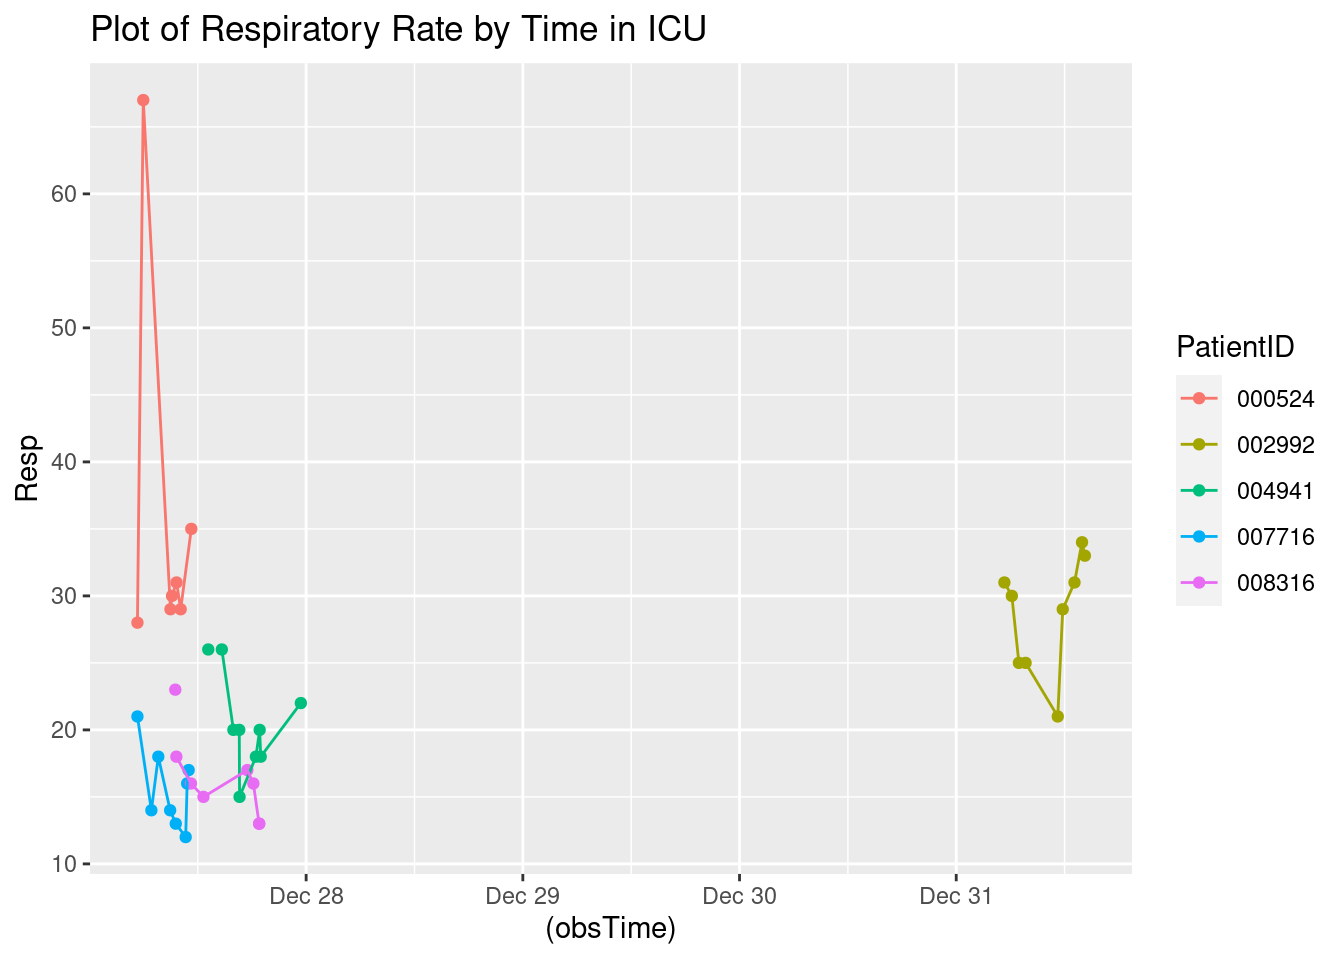 Plot of Respiratory Rate by Time in ICU
60
50
40
30
20
10
Resp
Dec 28
Dec 29
Dec 30
Dec 31
(obsTime)
PatientID
000524
002992
004941
007716
008316